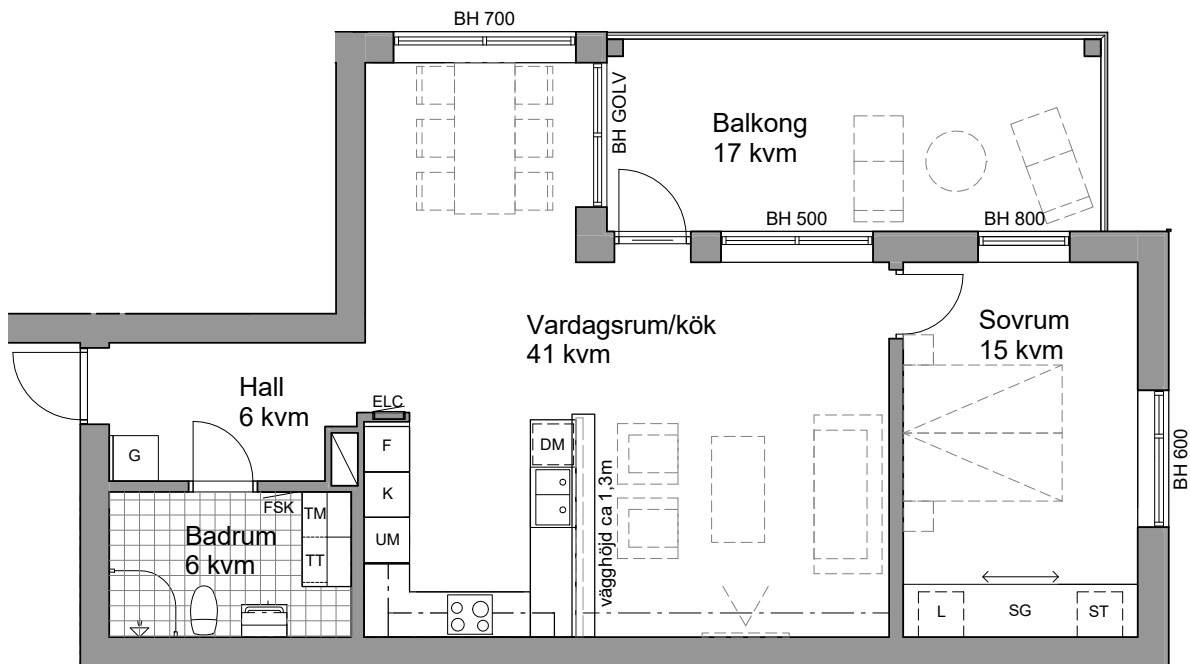 BH 700
BH GOLV
Balkong
17 kvm
BH 500
BH 800
Vardagsrum/kök
41 kvm
Sovrum
15 kvm
Hall
6 kvm
ELC
G
F
DM
K
BH 600
FSK
TM
vägghöjd ca 1,3m
Badrum
6 kvm
UM
TT
L
SG
ST